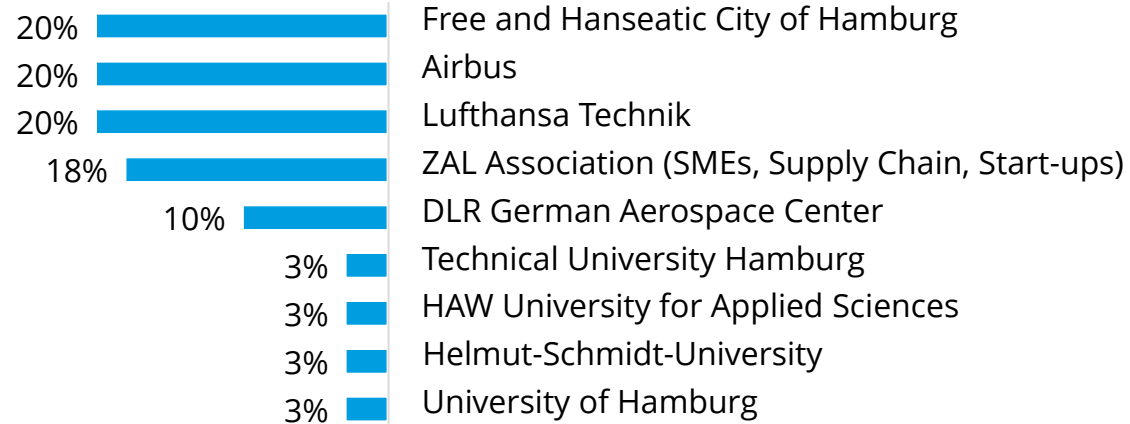 20% Free and Hanseatic City of Hamburg
20% Airbus
20% Lufthansa Technik
18% ZAL Association (SMEs, Supply Chain, Start-ups)
10% DLR German Aerospace Center
3% Technical University Hamburg
3% HAW University for Applied Sciences
3% Helmut-Schmidt-University
3% University of Hamburg